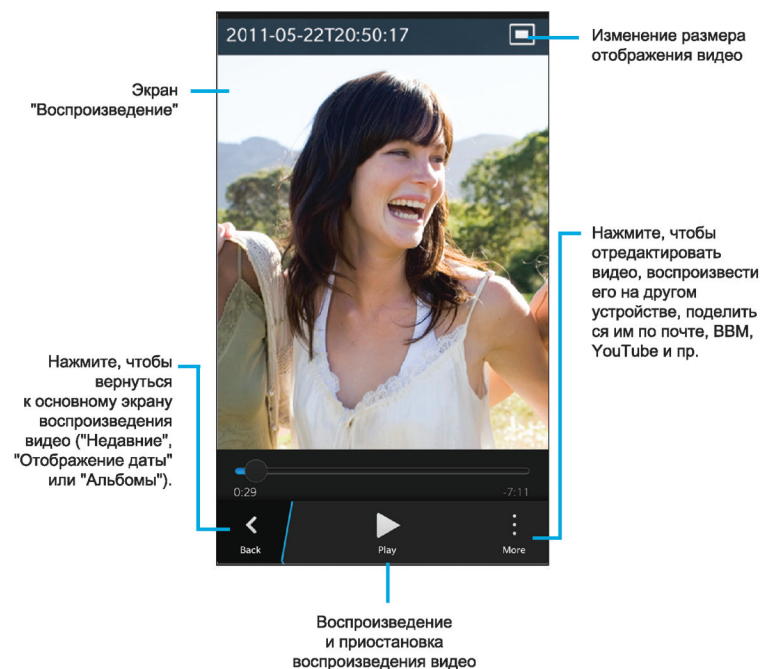 2011-05-22T20:50:17
Изменение размера
отображения видео
Экран
"Воспроизведение"
Нажмите, чтобы
отредактировать
видео, воспроизвести
его на другом
устройстве, поделить
ся им по почте, BBM,
YouTube и пр.
Нажмите, чтобы
вернуться
к основному экрану
воспроизведения
видео ("Недавние",
"Отображение даты"
или "Альбомы").
0:29
-7:11
Back
Play
More
Воспроизведение
и приостановка
воспроизведения видео